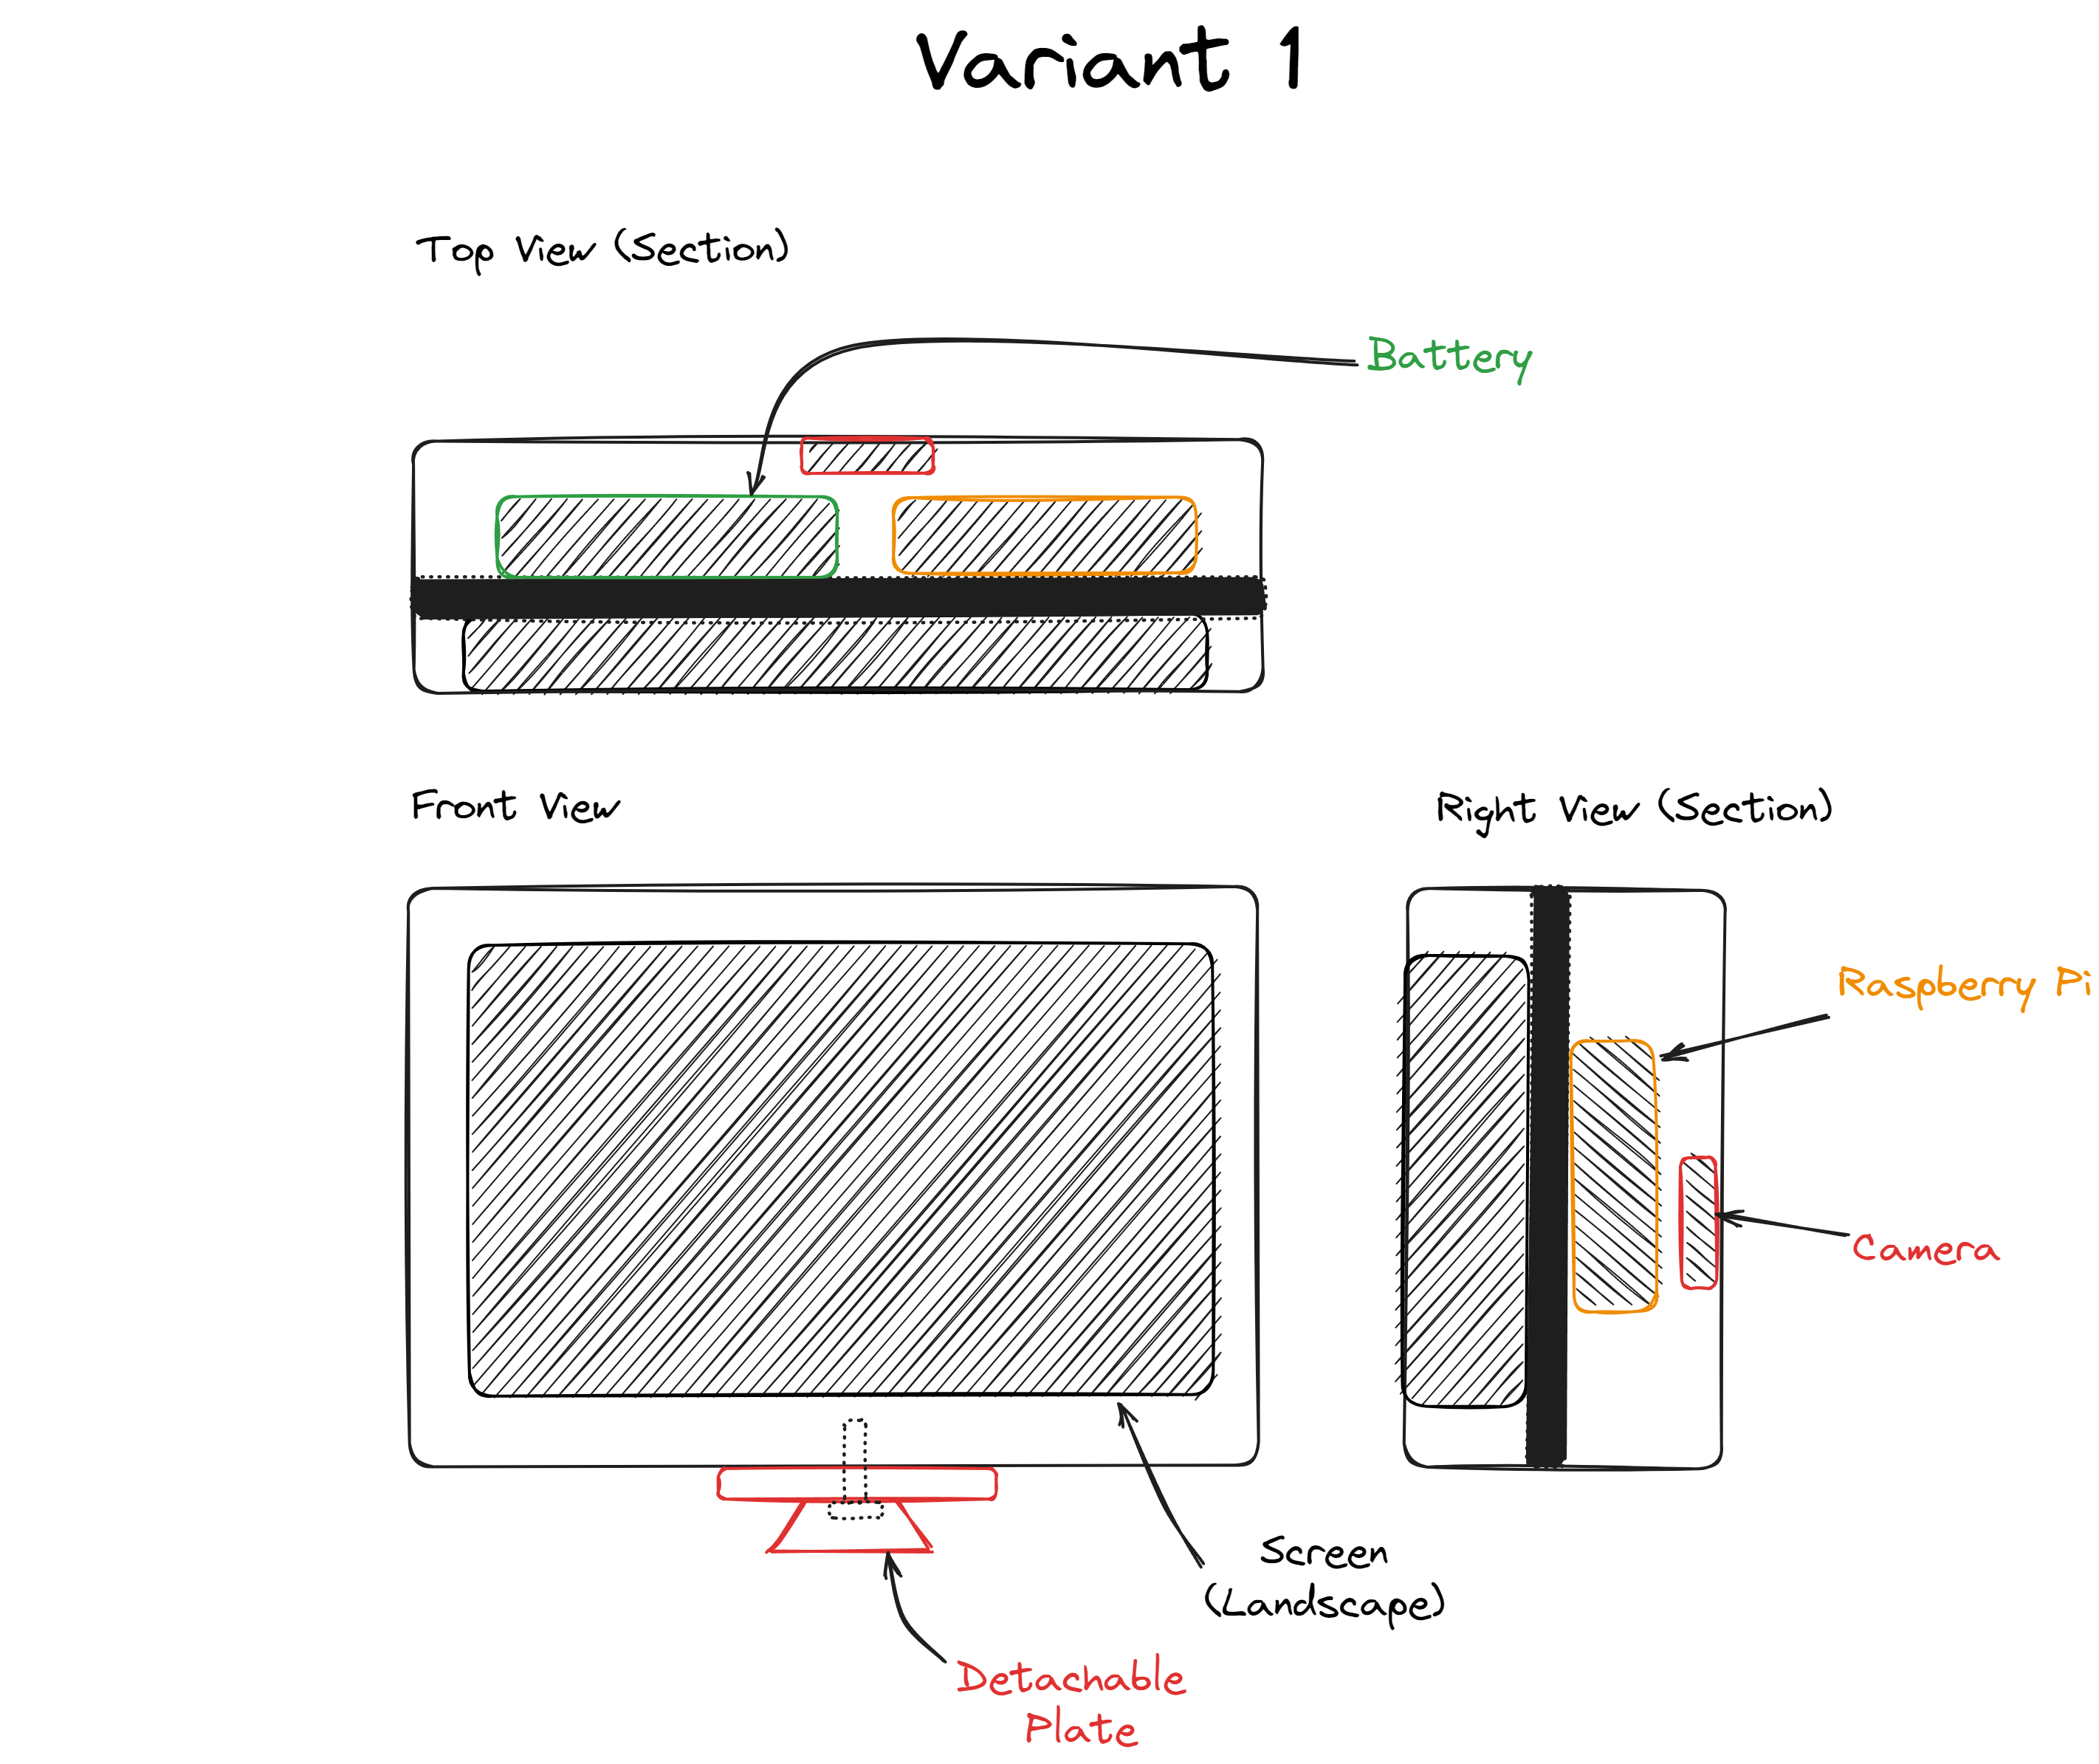 Variant 1
Top View (Section)
Battery
Front View
Right View (Section)
Raspberry Pi
Camera
Screen
(Landscape)
Detachable
Plate